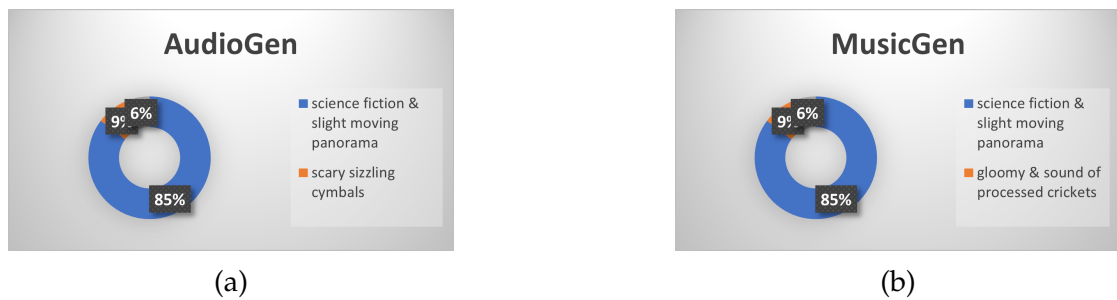 AudioGen
9%
6%
85%
science fiction &
slight moving
panorama
scary sizzling
cymbals
(a)
MusicGen
9%
6%
85%
science fiction &
slight moving
panorama
gloomy & sound of
processed crickets
(b)